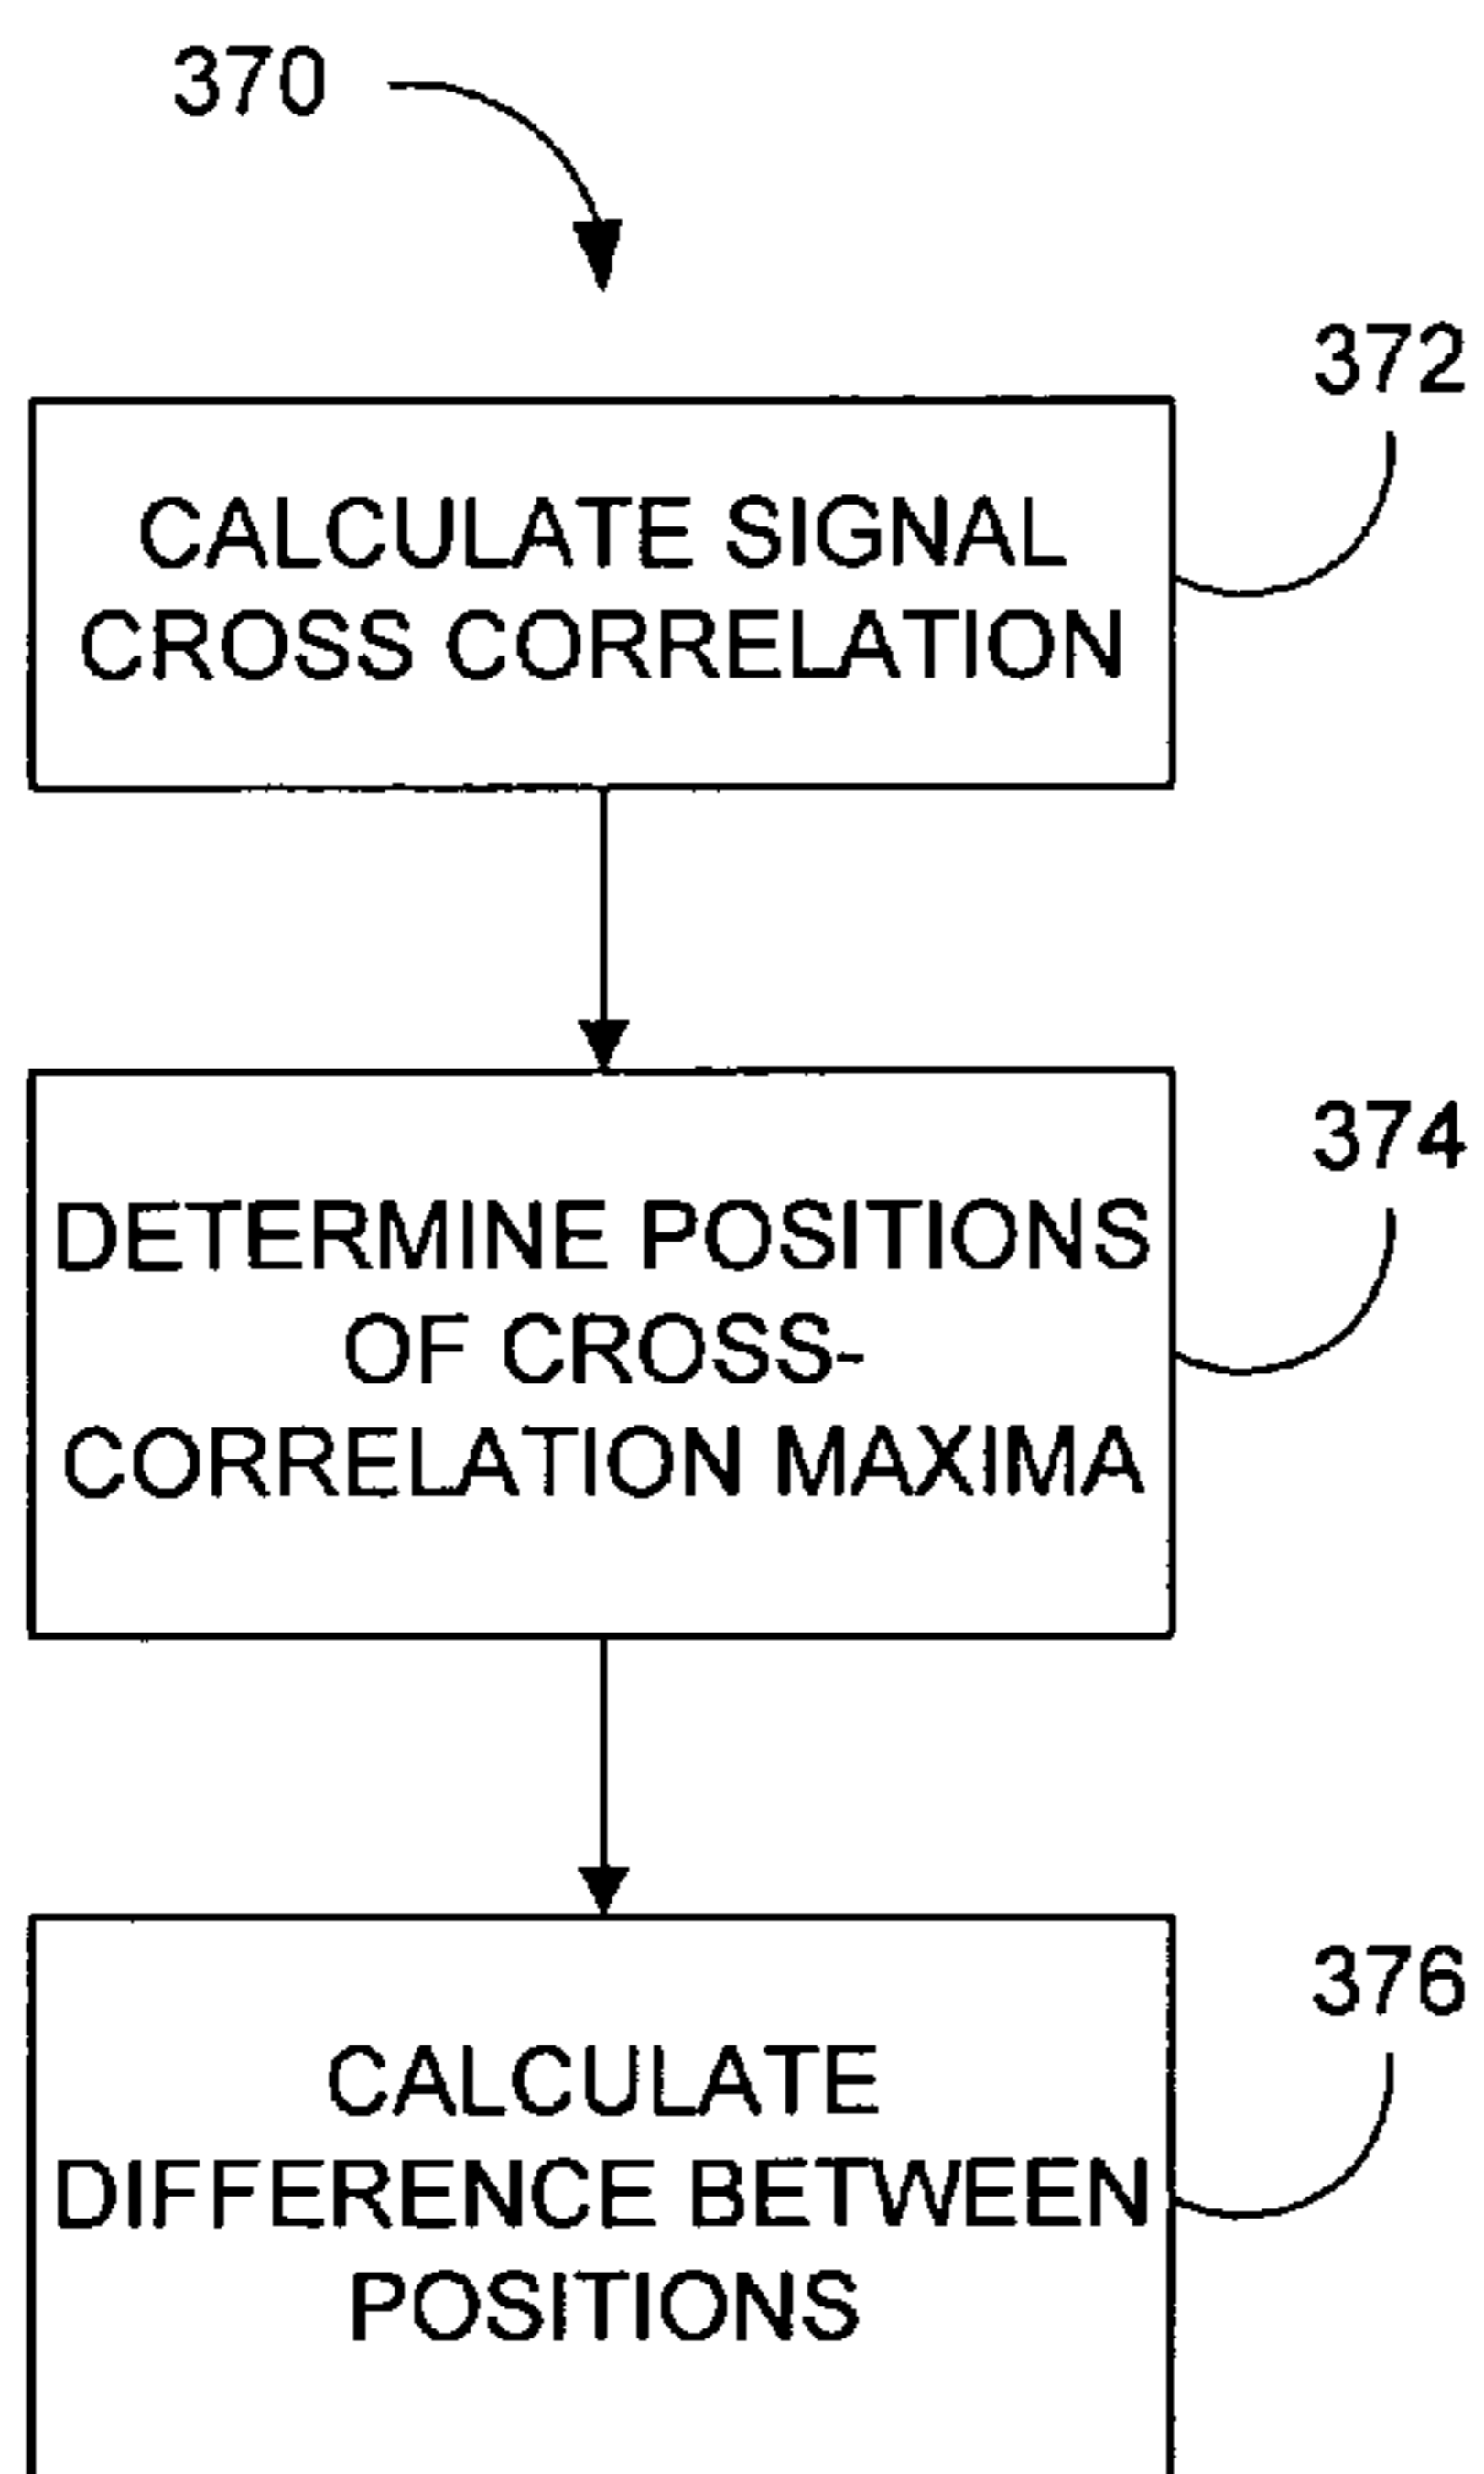 370
372
CALCULATE SIGNAL
CROSS CORRELATION
374
DETERMINE POSITIONS
OF CROSS-
CORRELATION MAXIMA
376
CALCULATE
DIFFERENCE BETWEEN
POSITIONS